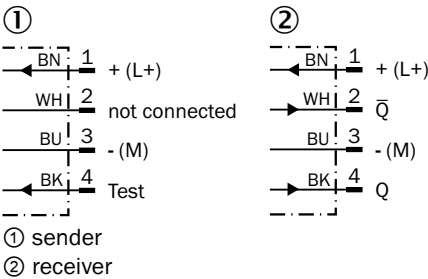 ① ②
BN 1 + (L+) BN 1 + (L+)
WH 2 not connected WH 2 Q̅
BU 3 - (M) BU 3 - (M)
BK 4 Test BK 4 Q
① sender
② receiver